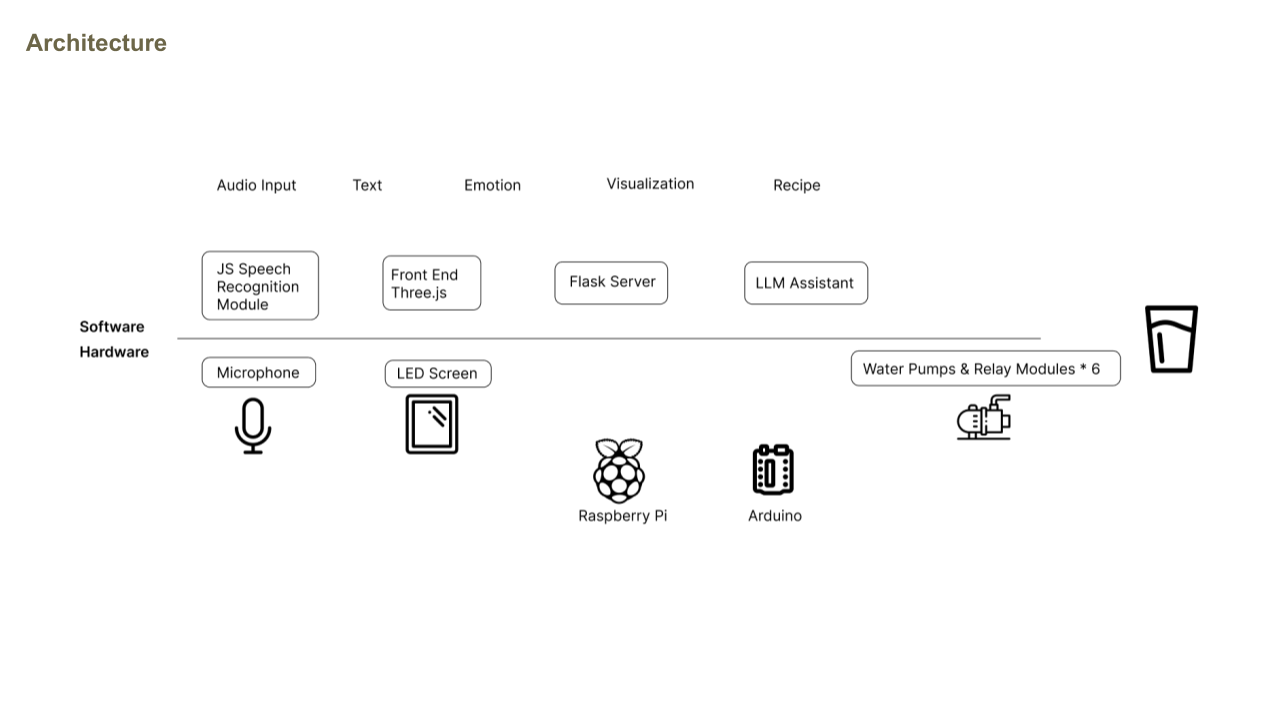 Architecture
Audio Input
Text
Emotion
Visualization
Recipe
JS Speech
Recognition
Module
Front End
Three.js
Flask Server
LLM Assistant
Software
Hardware
Microphone
LED Screen
Water Pumps & Relay Modules * 6
Raspberry Pi
Arduino